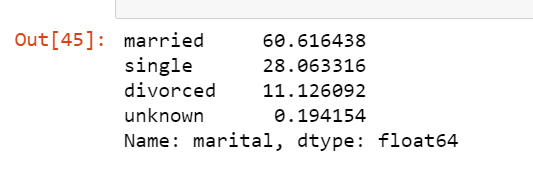 Out[45]: married 60.616438
single 28.063316
divorced 11.126092
unknown 0.194154
Name: marital, dtype: float64